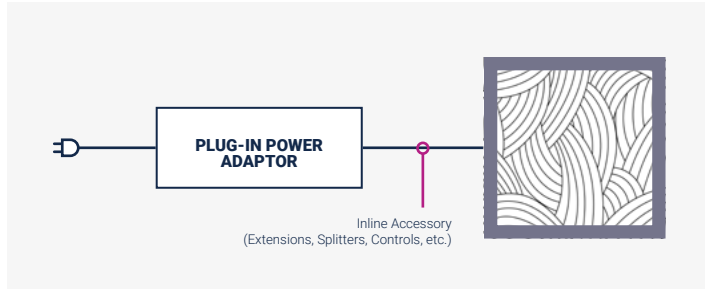 PLUG-IN POWER
ADAPTOR
Inline Accessory
(Extensions, Splitters, Controls, etc.)